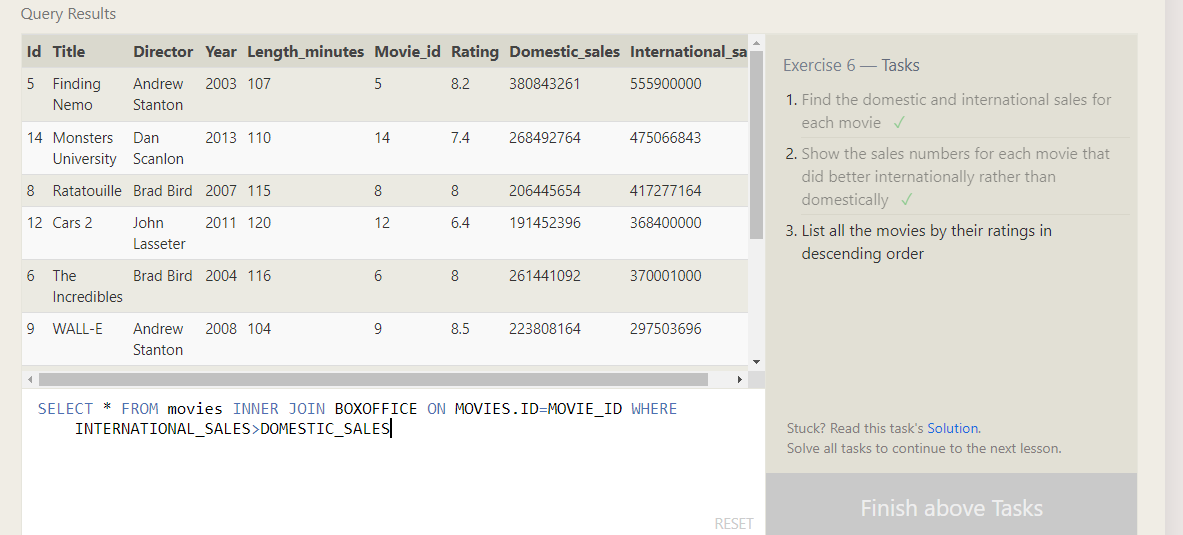 Query Results
Id Title Director Year Length_minutes Movie_id Rating Domestic_sales International_sa
5 Finding Andrew 2003 107 5 8.2 380843261 555900000
Nemo Stanton
14 Monsters Dan 2013 110 14 7.4 268492764 475066843
University Scanlon
8 Ratatouille Brad Bird 2007 115 8 8 206445654 417277164
12 Cars 2 John 2011 120 12 6.4 191452396 368400000
Lasseter
6 The Brad Bird 2004 116 6 8 261441092 370001000
Incredibles
9 WALL-E Andrew 2008 104 9 8.5 223808164 297503696
Stanton
SELECT * FROM movies INNER JOIN BOXOFFICE ON MOVIES.ID=MOVIE_ID WHERE
INTERNATIONAL_SALES>DOMESTIC_SALES
RESET
Exercise 6 — Tasks
1. Find the domestic and international sales for
each movie ✓
2. Show the sales numbers for each movie that
did better internationally rather than
domestically ✓
3. List all the movies by their ratings in
descending order
Stuck? Read this task's Solution.
Solve all tasks to continue to the next lesson.
Finish above Tasks